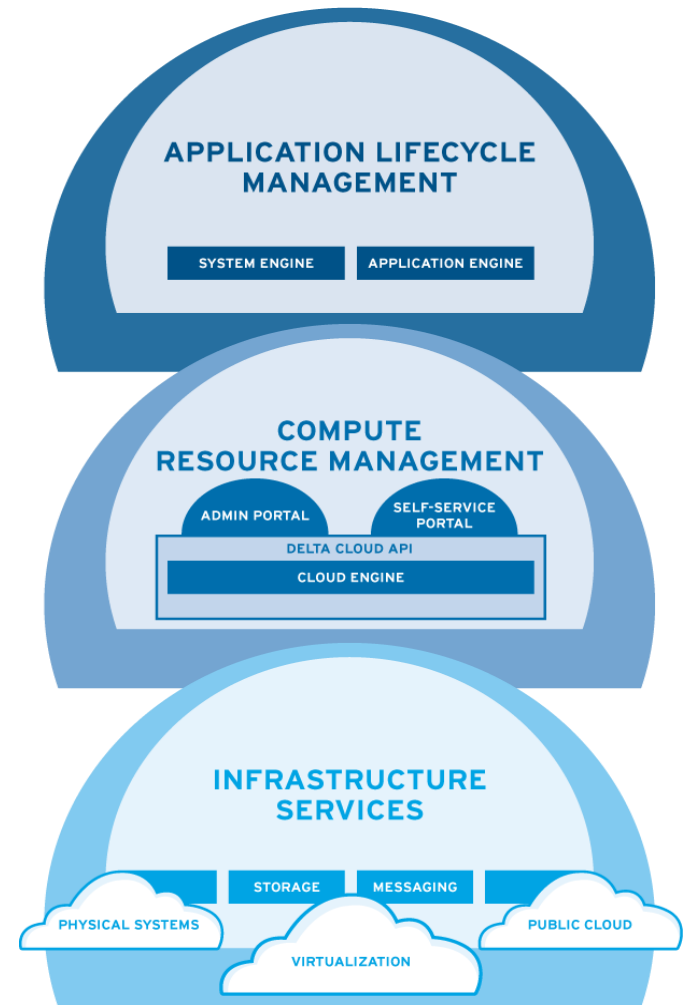 APPLICATION LIFECYCLE
MANAGEMENT
SYSTEM ENGINE
APPLICATION ENGINE
COMPUTE
RESOURCE MANAGEMENT
ADMIN PORTAL
SELF-SERVICE
PORTAL
DELTA CLOUD API
CLOUD ENGINE
INFRASTRUCTURE
SERVICES
STORAGE
MESSAGING
PHYSICAL SYSTEMS
VIRTUALIZATION
PUBLIC CLOUD